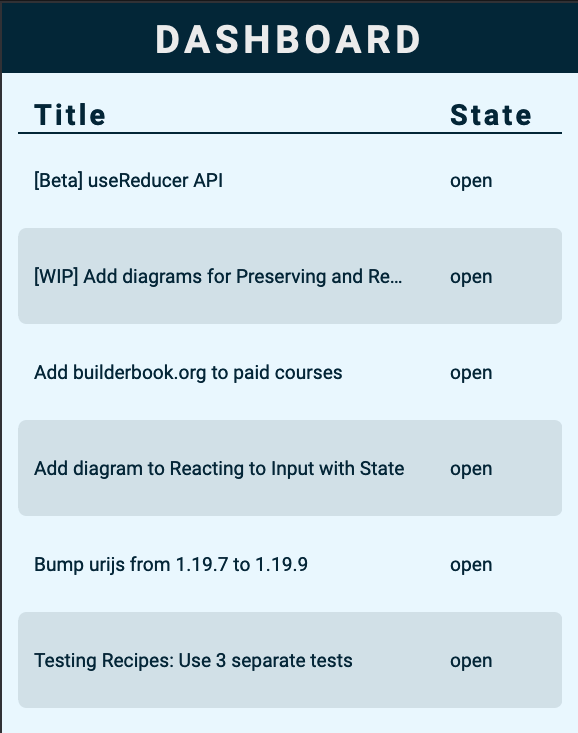 DASHBOARD
Title State
[Beta] useReducer API open
[WIP] Add diagrams for Preserving and Re... open
Add builderbook.org to paid courses open
Add diagram to Reacting to Input with State open
Bump urijs from 1.19.7 to 1.19.9 open
Testing Recipes: Use 3 separate tests open